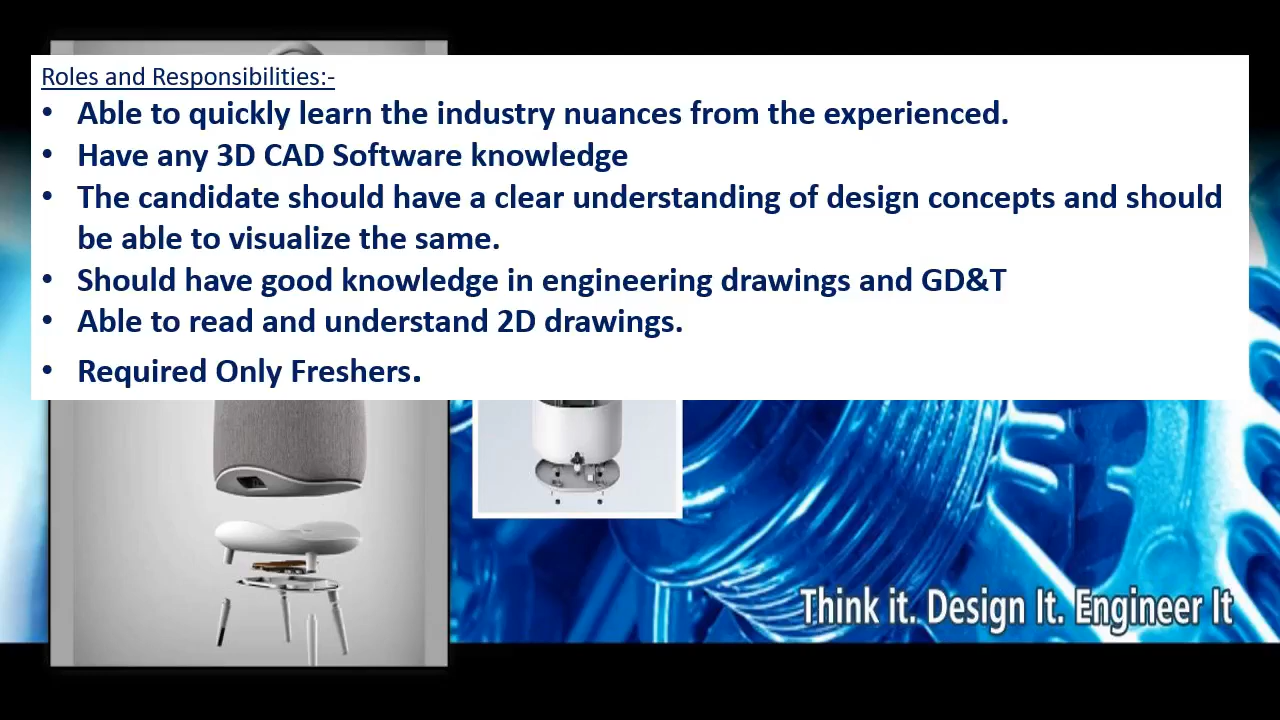 Roles and Responsibilities:-
• Able to quickly learn the industry nuances from the experienced.
• Have any 3D CAD Software knowledge
• The candidate should have a clear understanding of design concepts and should
be able to visualize the same.
• Should have good knowledge in engineering drawings and GD&T
• Able to read and understand 2D drawings.
• Required Only Freshers.
Think it. Design It. Engineer It